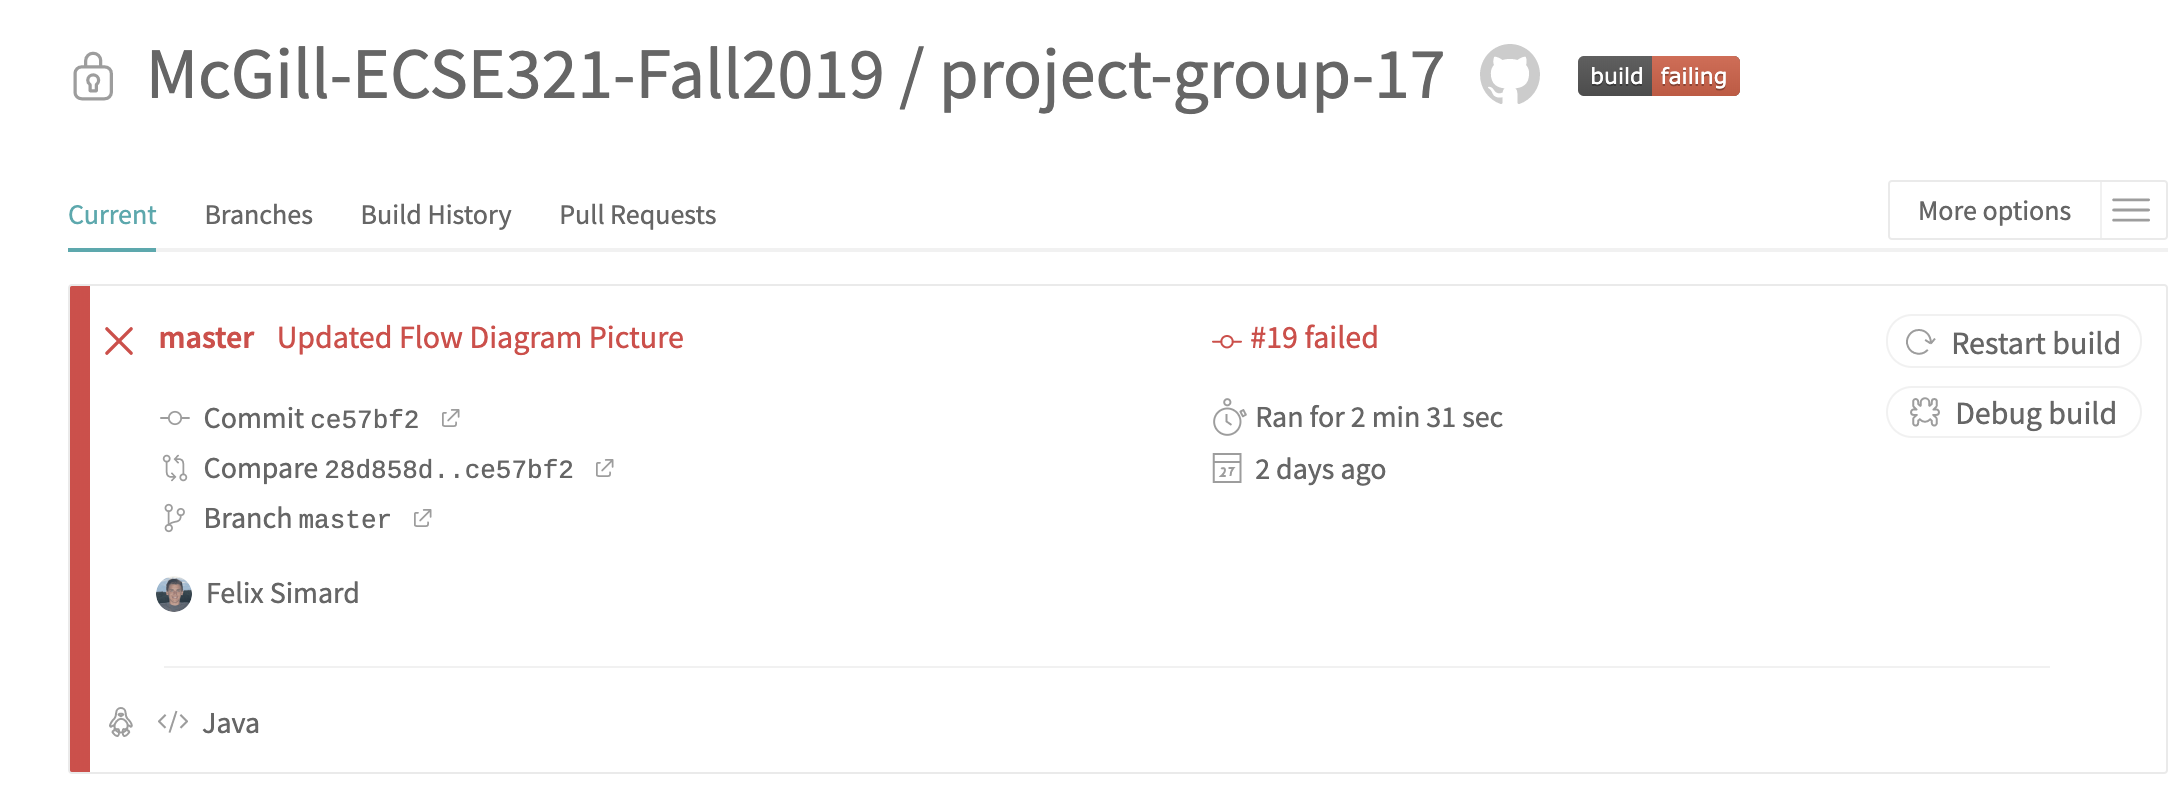 McGill-ECSE321-Fall2019 / project-group-17 build failing
Current Branches Build History Pull Requests More options
master Updated Flow Diagram Picture #19 failed Restart build
Commit ce57bf2 Ran for 2 min 31 sec Debug build
Compare 28d858d..ce57bf2 27 2 days ago
Branch master
Felix Simard
</> Java